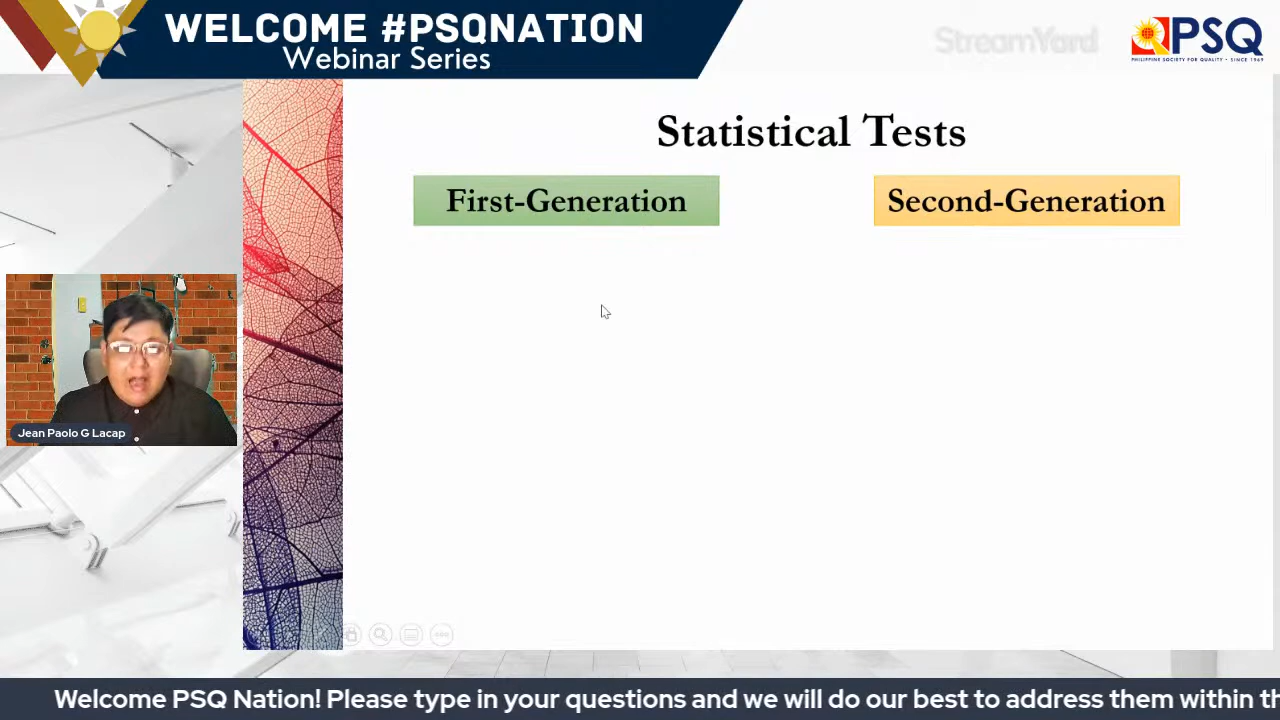 WELCOME #PSQNATION
Webinar Series
StreamYard
PSQ
PHILIPPINE SOCIETY FOR QUALITY - SINCE 1969
Statistical Tests
First-Generation
Second-Generation
Jean Paolo G Lacap
Welcome PSQ Nation! Please type in your questions and we will do our best to address them within th